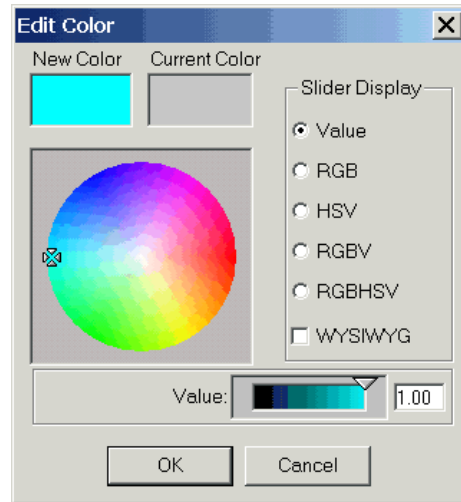 Edit Color
New Color Current Color
Slider Display
Value
RGB
HSV
RGBV
RGBHSV
WYSIWYG
Value: 1.00
OK Cancel